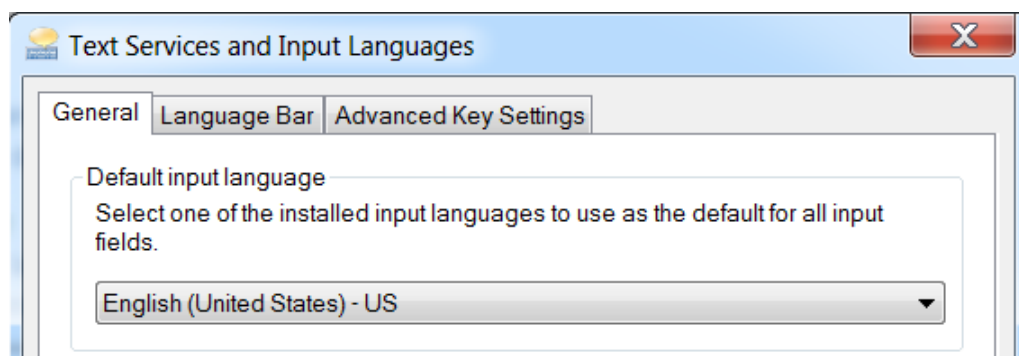 Text Services and Input Languages
General
Language Bar
Advanced Key Settings
Default input language
Select one of the installed input languages to use as the default for all input
fields.
English (United States) - US